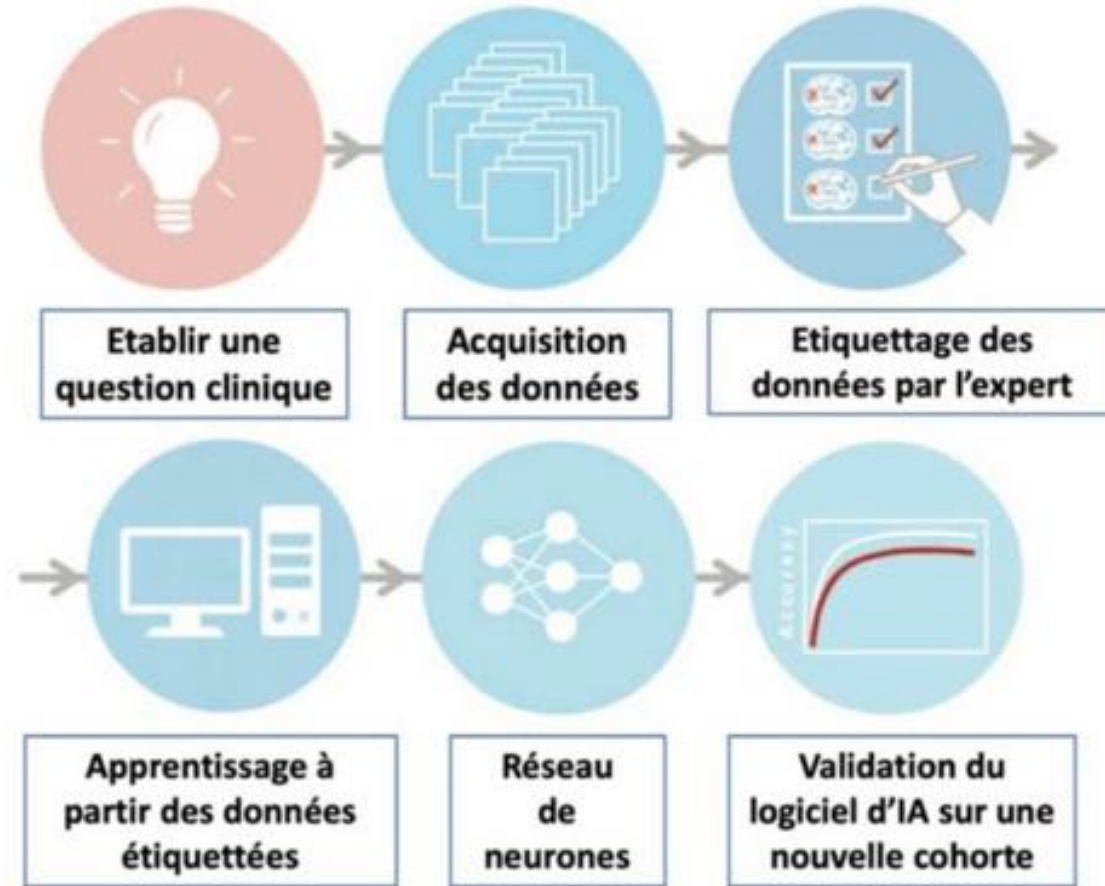 Etablir une
question clinique
Acquisition
des données
Etiquettage des
données par l'expert
Accuracy
Apprentissage à
partir des données
étiquettées
Réseau
de
neurones
Validation du
logiciel d'IA sur une
nouvelle cohorte